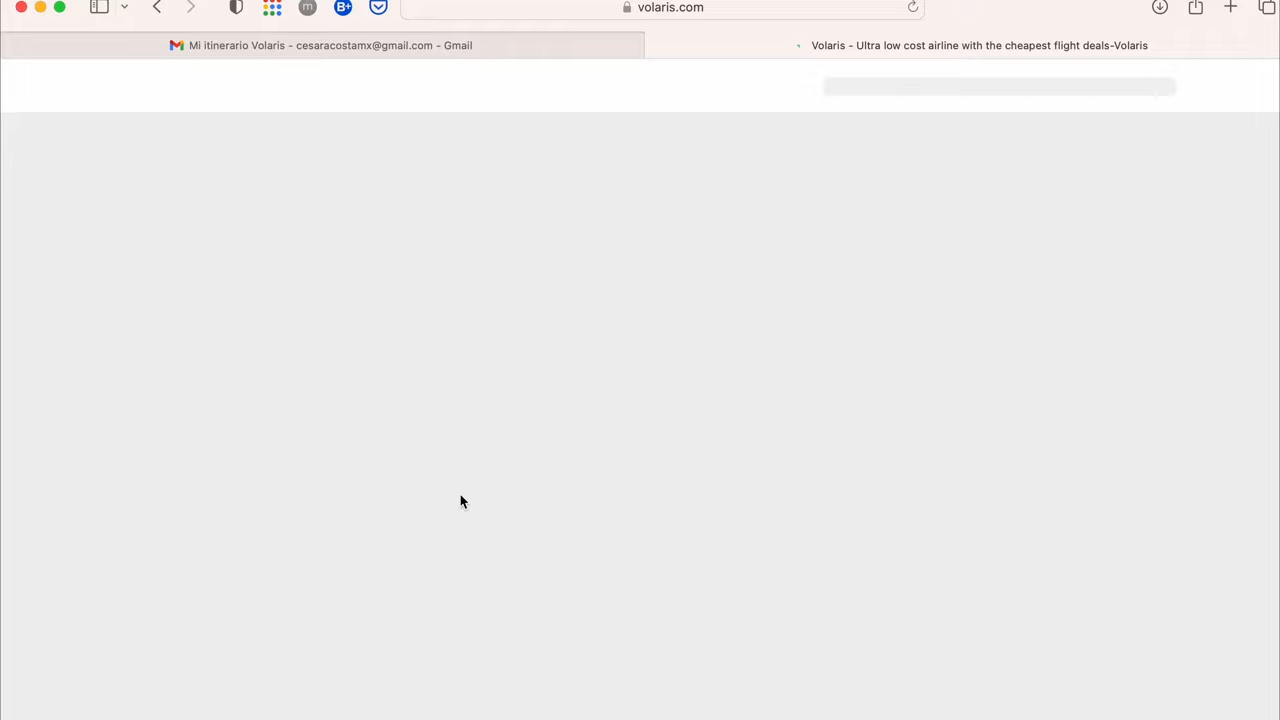 m
B+
volaris.com
Mi itinerario Volaris - cesaracostamx@gmail.com - Gmail
Volaris - Ultra low cost airline with the cheapest flight deals-Volaris